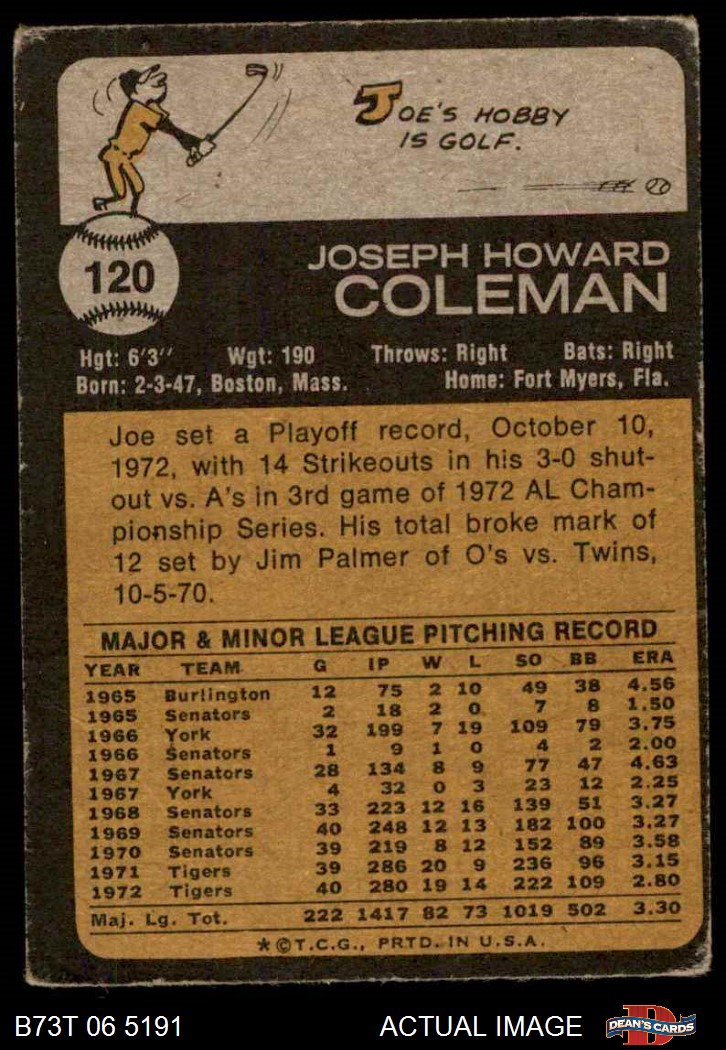 JOE'S HOBBY
IS GOLF.
120
JOSEPH HOWARD
COLEMAN
Hgt: 6'3'' Wgt: 190 Throws: Right Bats: Right
Born: 2-3-47, Boston, Mass. Home: Fort Myers, Fla.
Joe set a Playoff record, October 10,
1972, with 14 Strikeouts in his 3-0 shut-
out vs. A's in 3rd game of 1972 AL Cham-
pionship Series. His total broke mark of
12 set by Jim Palmer of O's vs. Twins,
10-5-70.
MAJOR & MINOR LEAGUE PITCHING RECORD
YEAR TEAM G IP W L SO BB ERA
1965 Burlington 12 75 2 10 49 38 4.56
1965 Senators 2 18 2 0 7 8 1.50
1966 York 32 199 7 19 109 79 3.75
1966 Senators 1 9 1 0 4 2 2.00
1967 Senators 28 134 8 9 77 47 4.63
1967 York 4 32 0 3 23 12 2.25
1968 Senators 33 223 12 16 139 51 3.27
1969 Senators 40 248 12 13 182 100 3.27
1970 Senators 39 219 8 12 152 89 3.58
1971 Tigers 39 286 20 9 236 96 3.15
1972 Tigers 40 280 19 14 222 109 2.80
Maj. Lg. Tot. 222 1417 82 73 1019 502 3.30
*©T.C.G., PRTD. IN U.S.A.
B73T 06 5191 ACTUAL IMAGE DEAN'S CARDS